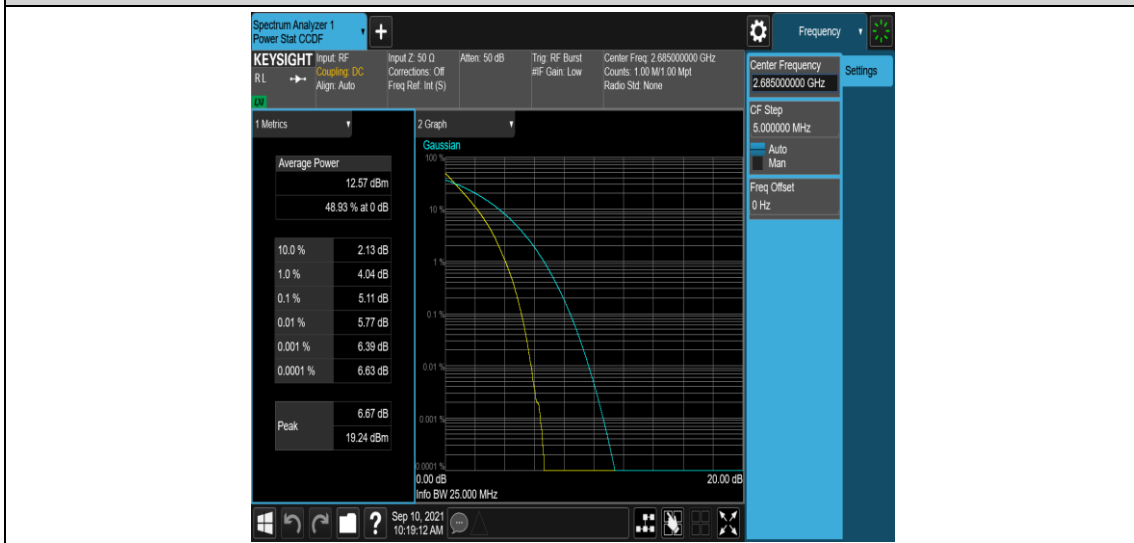 Spectrum Analyzer 1
Power Stat CCDF
+
Frequency
KEYSIGHT
RL
Input: RF
Coupling: DC
Align: Auto
Input Z: 50 Ω
Corrections: Off
Freq Ref: Int (S)
Atten: 50 dB
Trig: RF Burst
#IF Gain: Low
Center Freq: 2.685000000 GHz
Counts: 1.00 M/1.00 Mpt
Radio Std: None
Center Frequency
2.685000000 GHz
Settings
CF Step
5.000000 MHz
Auto
Man
Freq Offset
0 Hz
1 Metrics
Average Power
12.57 dBm
48.93 % at 0 dB
10.0 % 2.13 dB
1.0 % 4.04 dB
0.1 % 5.11 dB
0.01 % 5.77 dB
0.001 % 6.39 dB
0.0001 % 6.63 dB
Peak 6.67 dB
19.24 dBm
2 Graph
Gaussian
100 %
10 %
1 %
0.1 %
0.01 %
0.001 %
0.0001 %
0.00 dB 20.00 dB
Info BW 25.000 MHz
?
Sep 10, 2021
10:19:12 AM